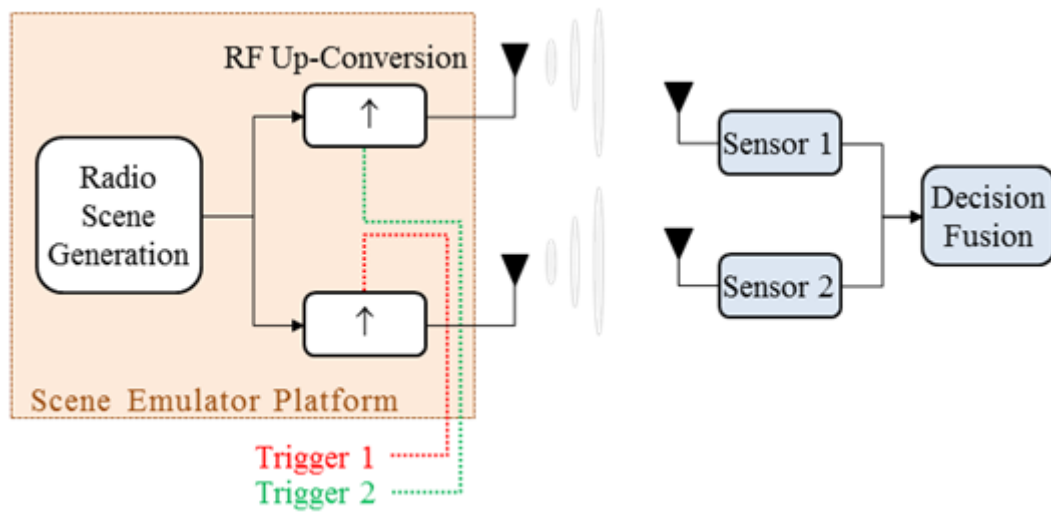 RF Up-Conversion
↑
Radio
Scene
Generation
↑
Scene Emulator Platform
Trigger 1
Trigger 2
Sensor 1
Sensor 2
Decision
Fusion